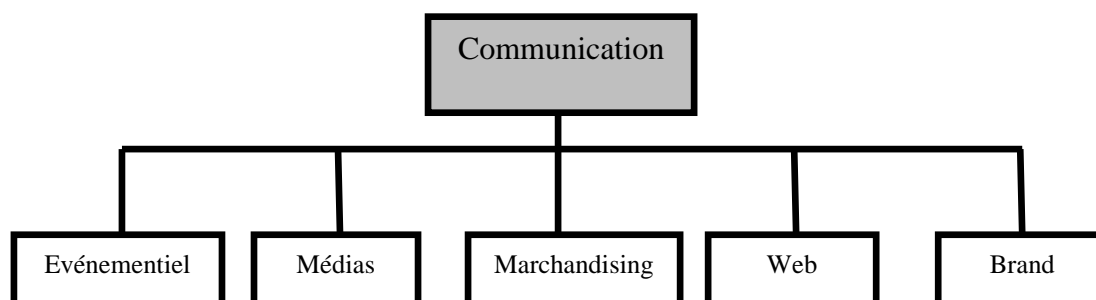 Communication
Evénementiel
Médias
Marchandising
Web
Brand